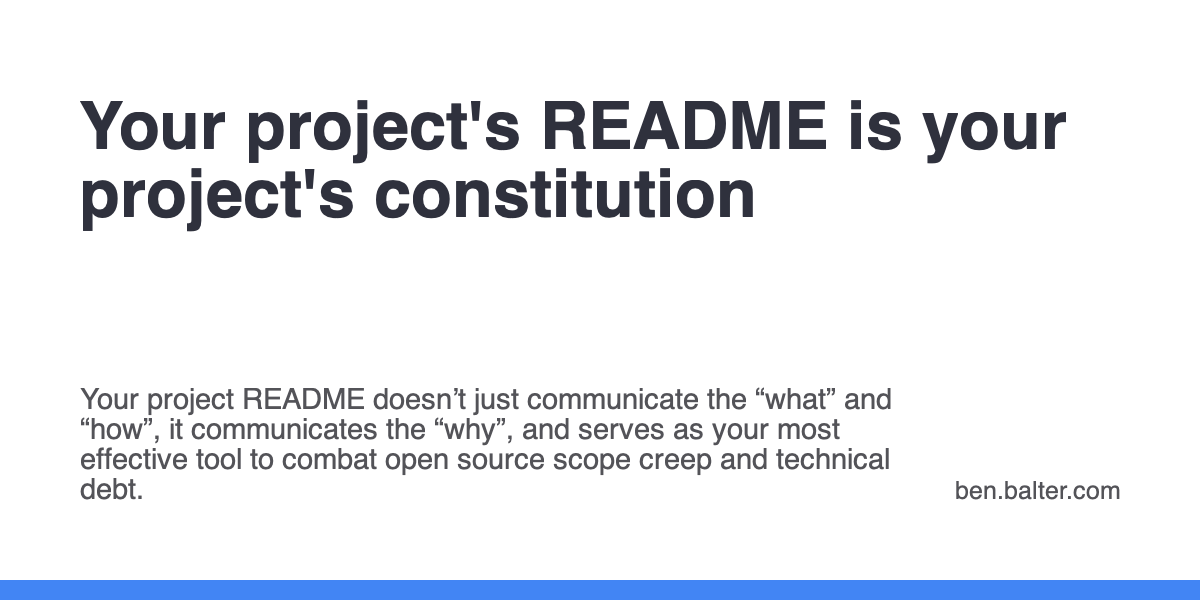 Your project's README is your
project's constitution
Your project README doesn’t just communicate the “what” and
“how”, it communicates the “why”, and serves as your most
effective tool to combat open source scope creep and technical
debt.
ben.balter.com